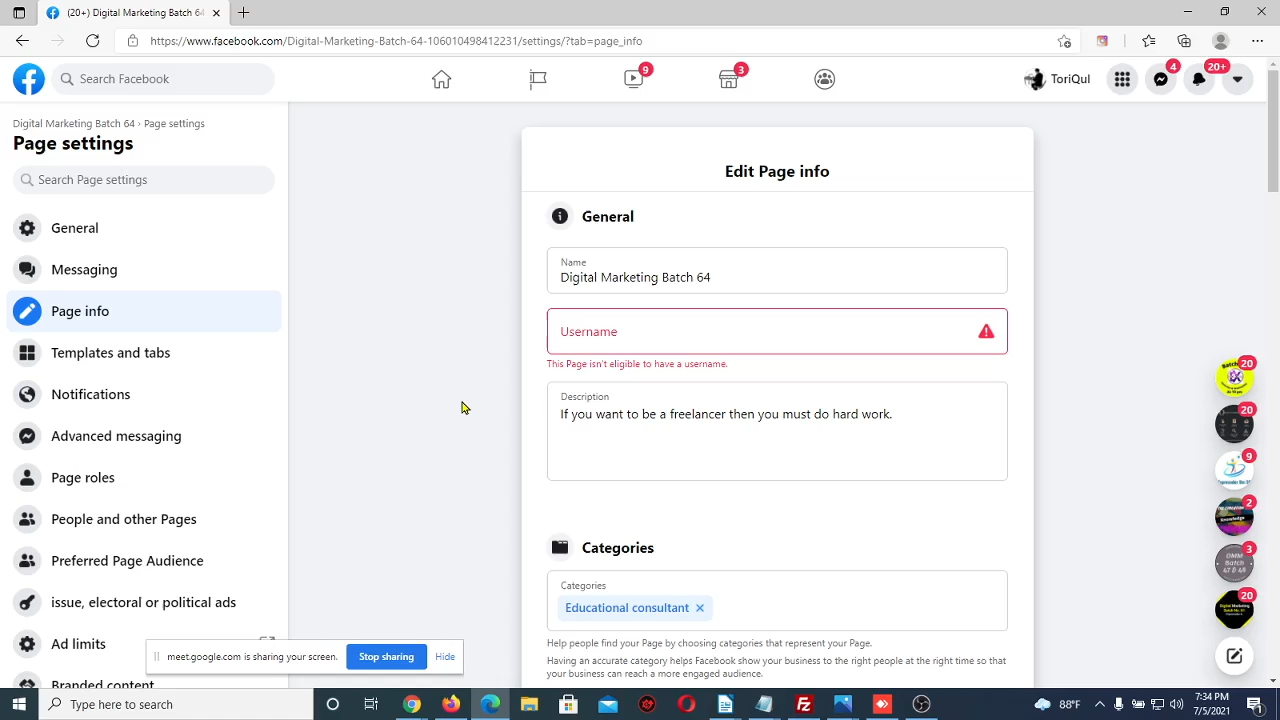 (20+) Digital Marketing Batch 64
https://www.facebook.com/Digital-Marketing-Batch-64-106010498412231/settings/?tab=page_info
Search Facebook
9
3
ToriQul
4
20+
Digital Marketing Batch 64 › Page settings
Page settings
Search Page settings
General
Messaging
Page info
Templates and tabs
Notifications
Advanced messaging
Page roles
People and other Pages
Preferred Page Audience
issue, electoral or political ads
Ad limits
Branded content
Edit Page info
General
Name
Digital Marketing Batch 64
Username
This Page isn't eligible to have a username.
Description
If you want to be a freelancer then you must do hard work.
Categories
Categories
Educational consultant ×
Help people find your Page by choosing categories that represent your Page.
Having an accurate category helps Facebook show your business to the right people at the right time so that
your business can reach a more engaged audience.
20
20
9
2
3
20
meet.google.com is sharing your screen.
Stop sharing
Hide
Type here to search
88°F
7:34 PM
7/5/2021